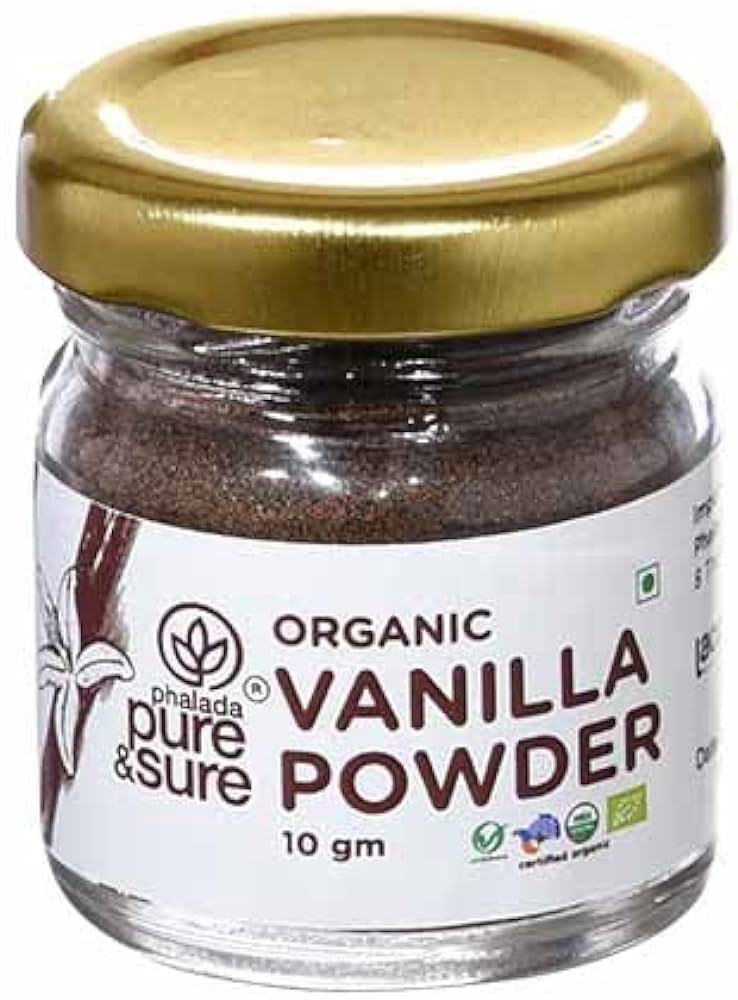 phalada
pure
&sure
®
ORGANIC
VANILLA
POWDER
10 gm
certified organic